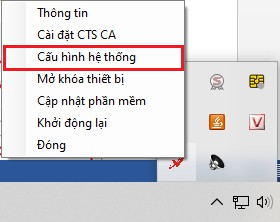 Thông tin
Cài đặt CTS CA
Cấu hình hệ thống
Mở khóa thiết bị
Cập nhật phần mềm
Khởi động lại
Đóng